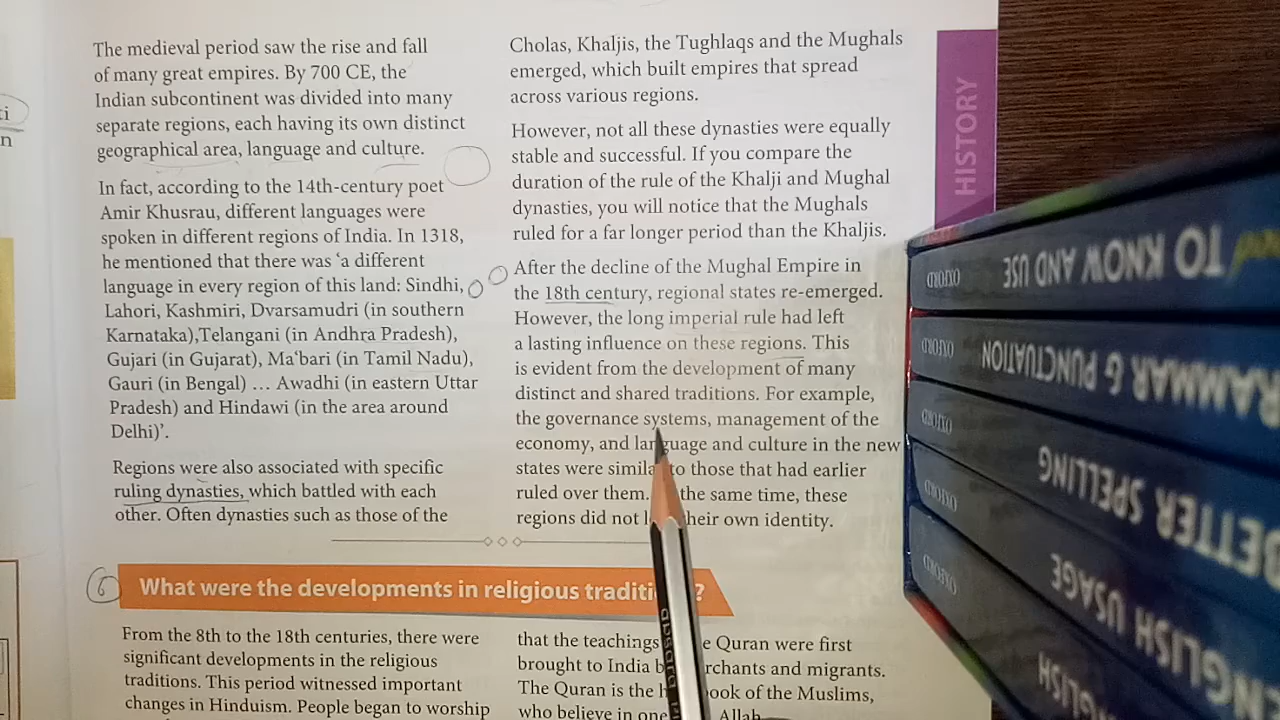 The medieval period saw the rise and fall
of many great empires. By 700 CE, the
Indian subcontinent was divided into many
separate regions, each having its own distinct
geographical area, language and culture.
In fact, according to the 14th-century poet
Amir Khusrau, different languages were
spoken in different regions of India. In 1318,
he mentioned that there was ‘a different
language in every region of this land: Sindhi,
Lahori, Kashmiri, Dvarsamudri (in southern
Karnataka),Telangani (in Andhra Pradesh),
Gujari (in Gujarat), Ma‘bari (in Tamil Nadu),
Gauri (in Bengal) … Awadhi (in eastern Uttar
Pradesh) and Hindawi (in the area around
Delhi)’.
Regions were also associated with specific
ruling dynasties, which battled with each
other. Often dynasties such as those of the
Cholas, Khaljis, the Tughlaqs and the Mughals
emerged, which built empires that spread
across various regions.
However, not all these dynasties were equally
stable and successful. If you compare the
duration of the rule of the Khalji and Mughal
dynasties, you will notice that the Mughals
ruled for a far longer period than the Khaljis.
After the decline of the Mughal Empire in
the 18th century, regional states re-emerged.
However, the long imperial rule had left
a lasting influence on these regions. This
is evident from the development of many
distinct and shared traditions. For example,
the governance systems, management of the
economy, and language and culture in the new
states were similar to those that had earlier
ruled over them. the same time, these
regions did not their own identity.
6 What were the developments in religious traditions?
From the 8th to the 18th centuries, there were
significant developments in the religious
traditions. This period witnessed important
changes in Hinduism. People began to worship
that the teachings Quran were first
brought to India merchants and migrants.
The Quran is the book of the Muslims,
who believe in one Allah
HISTORY
TO KNOW AND USE
OXFORD
GRAMMAR & PUNCTUATION
OXFORD
BETTER SPELLING
OXFORD
ENGLISH USAGE
OXFORD
ENGLISH
OXFORD
absara